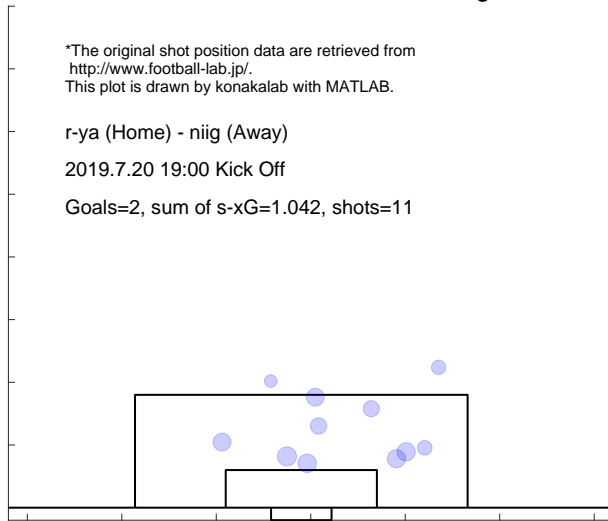 *The original shot position data are retrieved from
http://www.football-lab.jp/.
This plot is drawn by konakalab with MATLAB.
r-ya (Home) - niig (Away)
2019.7.20 19:00 Kick Off
Goals=2, sum of s-xG=1.042, shots=11